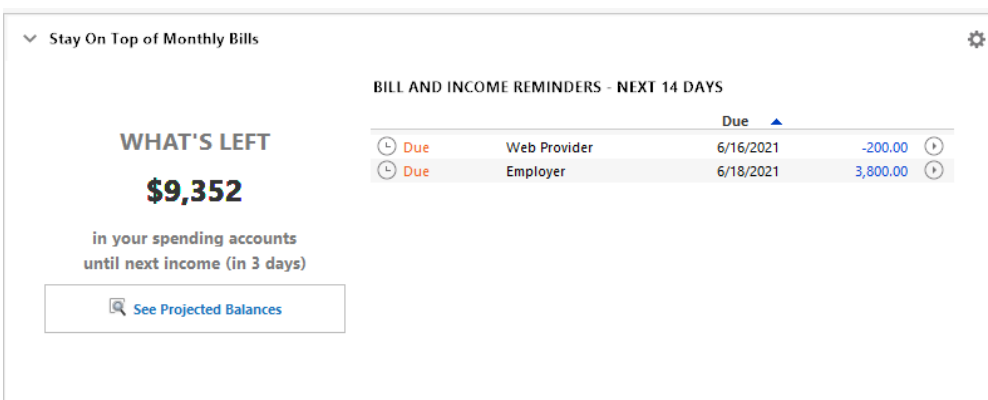 Stay On Top of Monthly Bills
WHAT'S LEFT
$9,352
in your spending accounts
until next income (in 3 days)
See Projected Balances
BILL AND INCOME REMINDERS - NEXT 14 DAYS
Due
Due Web Provider 6/16/2021 -200.00
Due Employer 6/18/2021 3,800.00